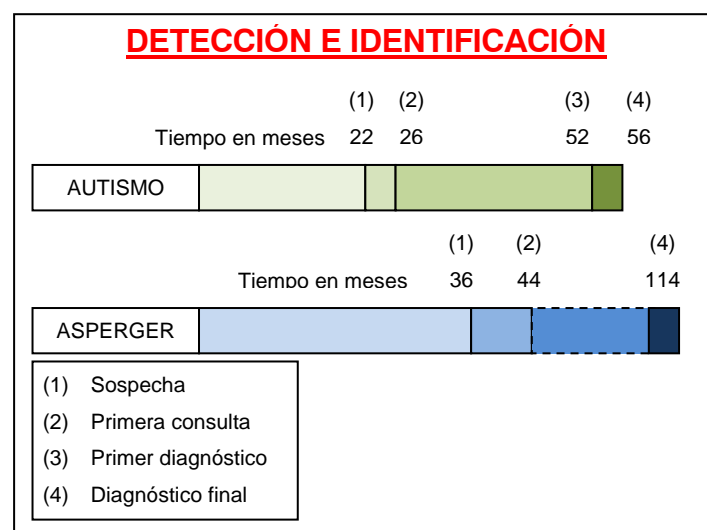 DETECCIÓN E IDENTIFICACIÓN
(1) (2) (3) (4)
Tiempo en meses 22 26 52 56
AUTISMO
(1) (2) (4)
Tiempo en meses 36 44 114
ASPERGER
(1) Sospecha
(2) Primera consulta
(3) Primer diagnóstico
(4) Diagnóstico final